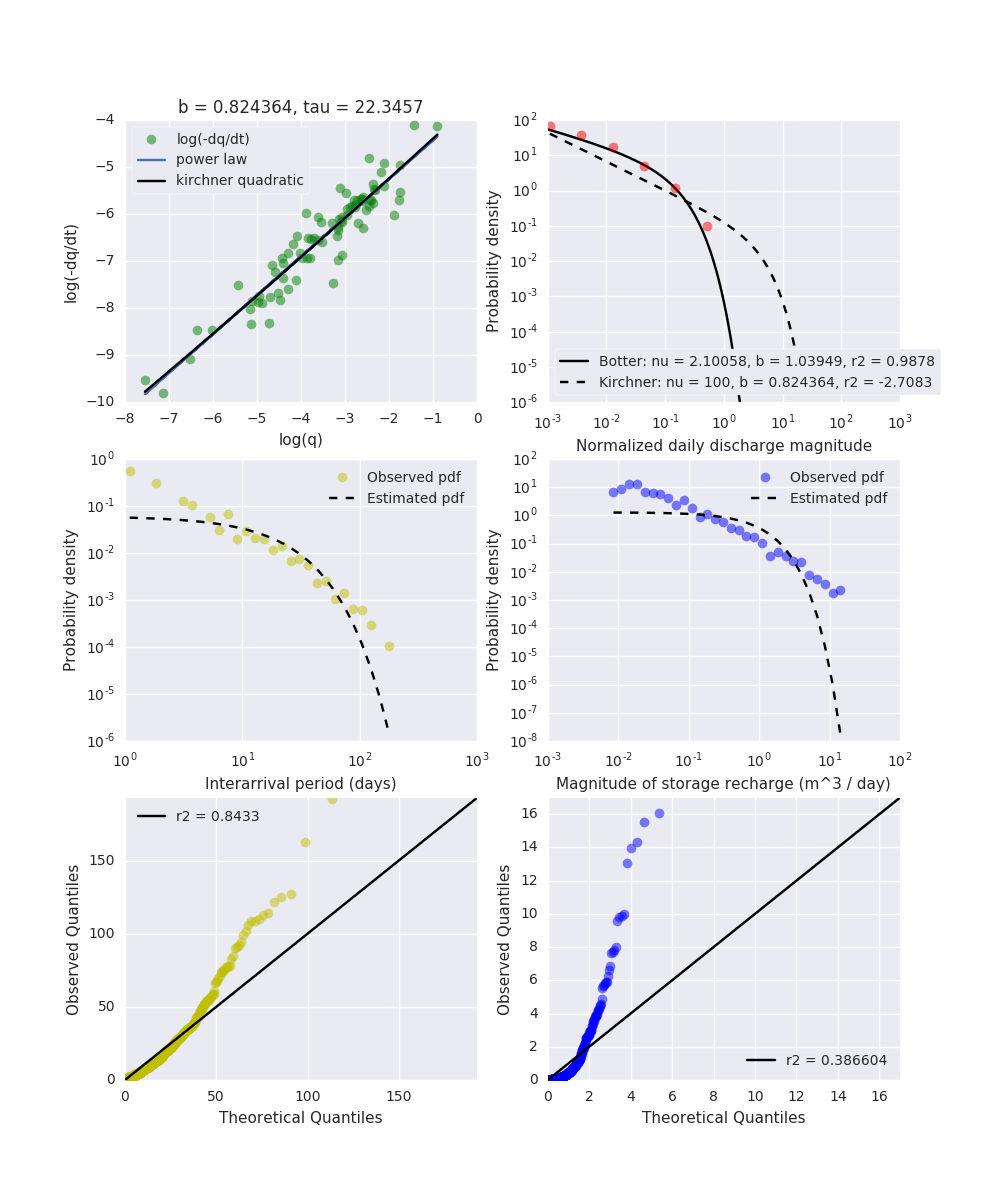 b = 0.824364, tau = 22.3457
log(-dq/dt)
power law
kirchner quadratic
−4
−5
−6
−7
−8
−9
−10
log(-dq/dt)
−8 −7 −6 −5 −4 −3 −2 −1 0
log(q)
10^2
10^1
10^0
10^-1
10^-2
10^-3
10^-4
10^-5
10^-6
Probability density
Botter: nu = 2.10058, b = 1.03949, r2 = 0.9878
Kirchner: nu = 100, b = 0.824364, r2 = -2.7083
10^-3 10^-2 10^-1 10^0 10^1 10^2 10^3
Normalized daily discharge magnitude
10^0
10^-1
10^-2
10^-3
10^-4
10^-5
10^-6
Probability density
Observed pdf
Estimated pdf
10^0 10^1 10^2 10^3
Interarrival period (days)
10^2
10^1
10^0
10^-1
10^-2
10^-3
10^-4
10^-5
10^-6
10^-7
10^-8
Probability density
Observed pdf
Estimated pdf
10^-3 10^-2 10^-1 10^0 10^1 10^2
Magnitude of storage recharge (m^3 / day)
r2 = 0.8433
150
100
50
0
Observed Quantiles
0 50 100 150
Theoretical Quantiles
16
14
12
10
8
6
4
2
0
Observed Quantiles
r2 = 0.386604
0 2 4 6 8 10 12 14 16
Theoretical Quantiles